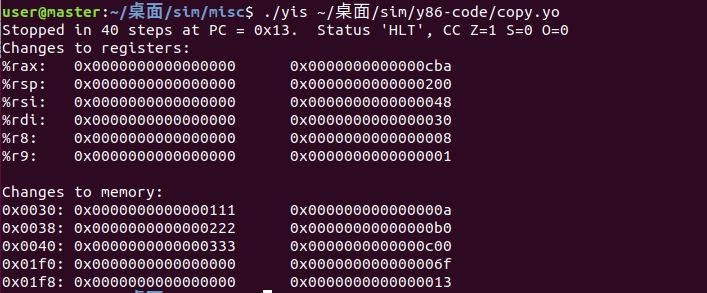 user@master:~/桌面/sim/misc$ ./yis ~/桌面/sim/y86-code/copy.yo
Stopped in 40 steps at PC = 0x13.  Status 'HLT', CC Z=1 S=0 O=0
Changes to registers:
%rax:   0x0000000000000000      0x0000000000000cba
%rsp:   0x0000000000000000      0x0000000000000200
%rsi:   0x0000000000000000      0x0000000000000048
%rdi:   0x0000000000000000      0x0000000000000030
%r8:    0x0000000000000000      0x0000000000000008
%r9:    0x0000000000000000      0x0000000000000001

Changes to memory:
0x0030: 0x0000000000000111      0x000000000000000a
0x0038: 0x0000000000000222      0x00000000000000b0
0x0040: 0x0000000000000333      0x0000000000000c00
0x01f0: 0x0000000000000000      0x000000000000006f
0x01f8: 0x0000000000000000      0x0000000000000013